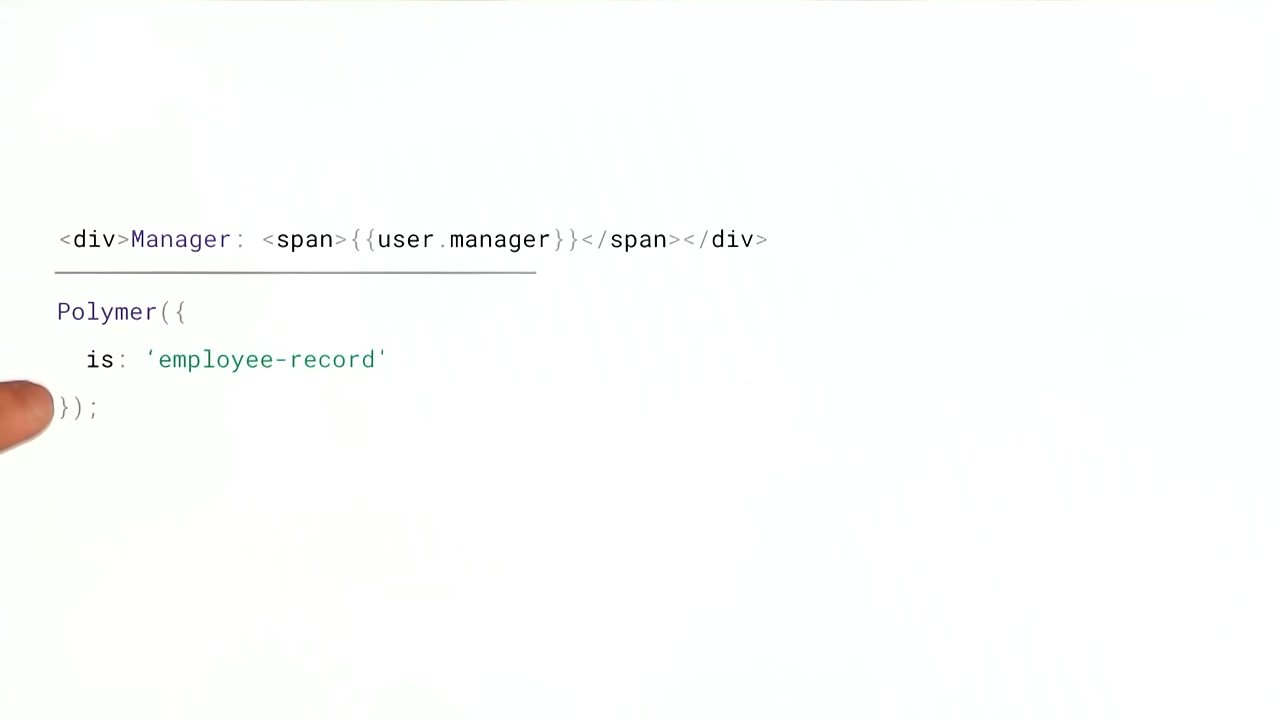 <div>Manager: <span>{{user.manager}}</span></div>
Polymer({
is: ‘employee-record'
});